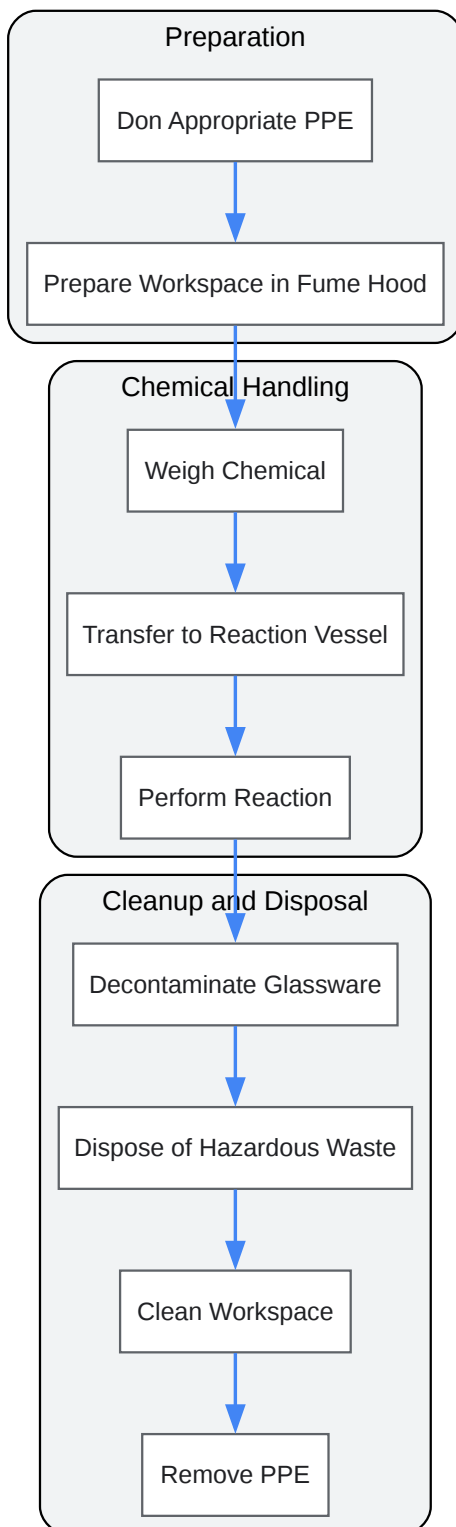 Preparation
Don Appropriate PPE
Prepare Workspace in Fume Hood
Chemical Handling
Weigh Chemical
Transfer to Reaction Vessel
Perform Reaction
Cleanup and Disposal
Decontaminate Glassware
Dispose of Hazardous Waste
Clean Workspace
Remove PPE